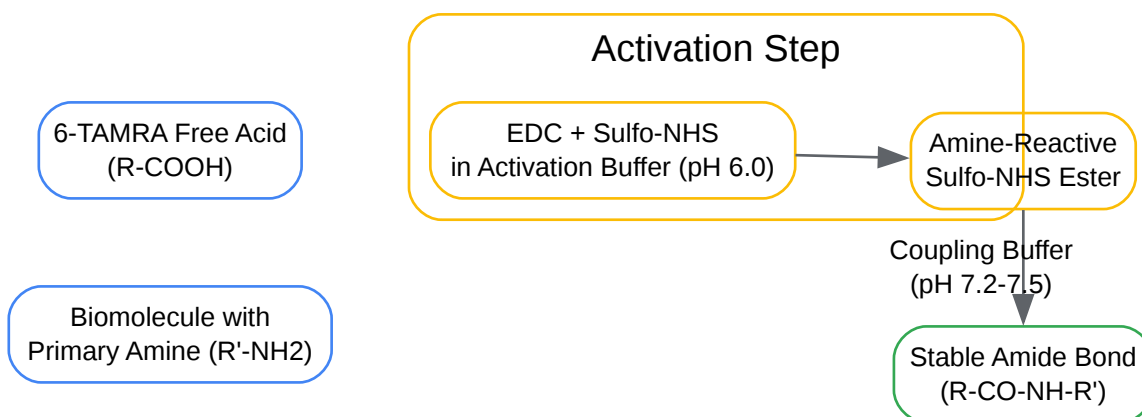 Activation Step
6-TAMRA Free Acid
(R-COOH)
EDC + Sulfo-NHS
in Activation Buffer (pH 6.0)
Amine-Reactive
Sulfo-NHS Ester
Coupling Buffer
(pH 7.2-7.5)
Biomolecule with
Primary Amine (R'-NH2)
Stable Amide Bond
(R-CO-NH-R')